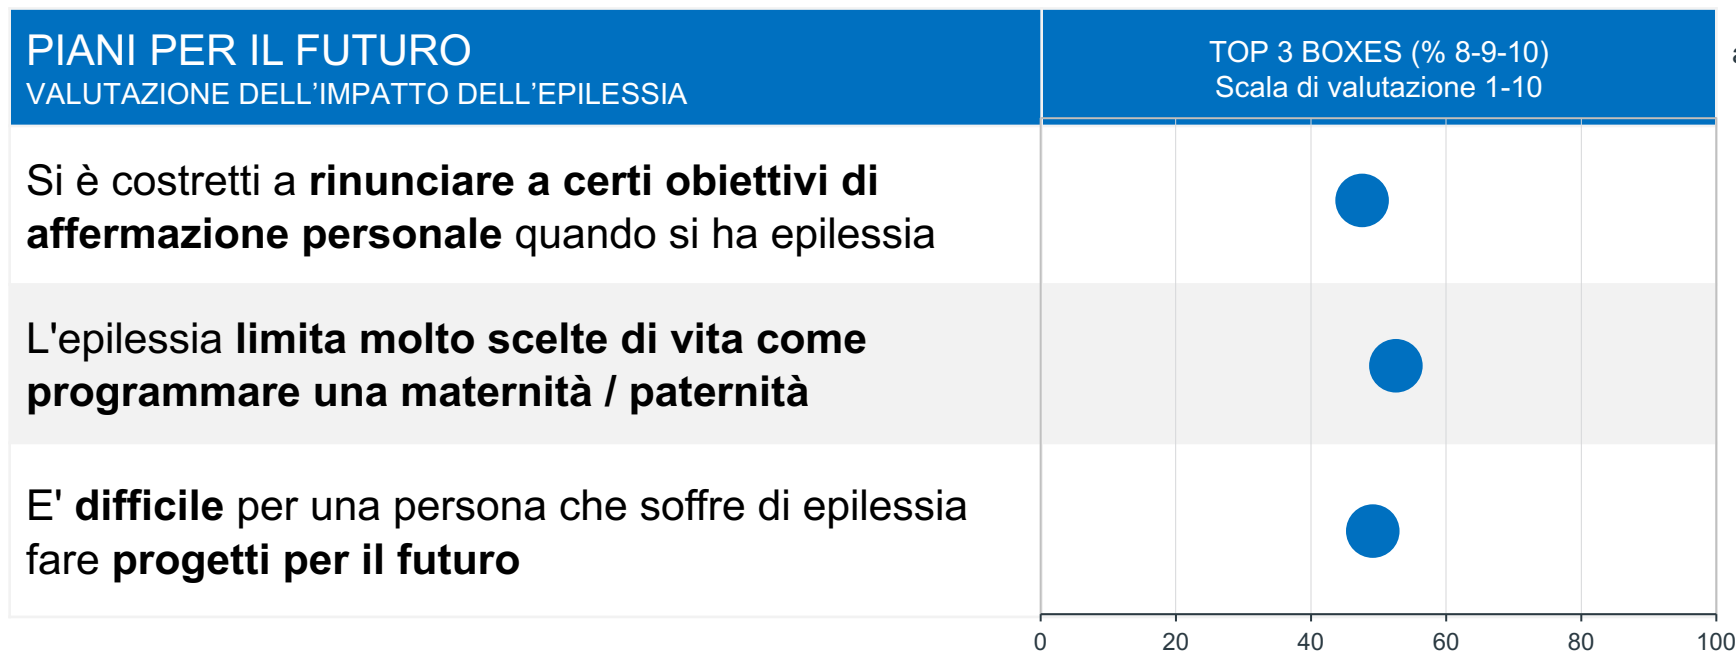 PIANI PER IL FUTURO
VALUTAZIONE DELL’IMPATTO DELL’EPILESSIA
TOP 3 BOXES (% 8-9-10)
Scala di valutazione 1-10
Si è costretti a rinunciare a certi obiettivi di
affermazione personale quando si ha epilessia
L'epilessia limita molto scelte di vita come
programmare una maternità / paternità
E' difficile per una persona che soffre di epilessia
fare progetti per il futuro
0 20 40 60 80 100